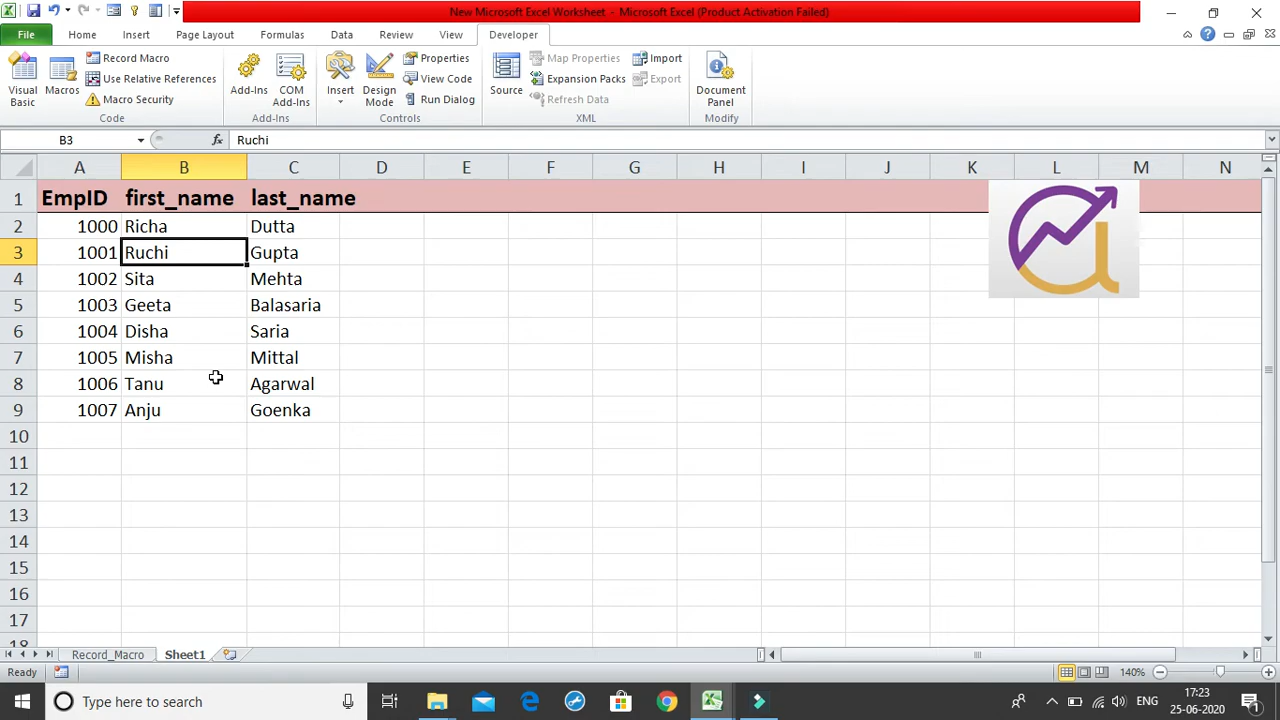 New Microsoft Excel Worksheet - Microsoft Excel (Product Activation Failed)
File Home Insert Page Layout Formulas Data Review View Developer
Visual Basic
Macros
Record Macro
Use Relative References
Macro Security
Code
Add-Ins
COM Add-Ins
Add-Ins
Insert
Design Mode
Properties
View Code
Run Dialog
Controls
Source
Map Properties
Expansion Packs
Refresh Data
Import
Export
XML
Document Panel
Modify
B3 fx Ruchi
A B C D E F G H I J K L M N
1 EmpID first_name last_name
2 1000 Richa Dutta
3 1001 Ruchi Gupta
4 1002 Sita Mehta
5 1003 Geeta Balasaria
6 1004 Disha Saria
7 1005 Misha Mittal
8 1006 Tanu Agarwal
9 1007 Anju Goenka
10
11
12
13
14
15
16
17
18
Record_Macro Sheet1
Ready 140%
Type here to search ENG 17:23
25-06-2020 1